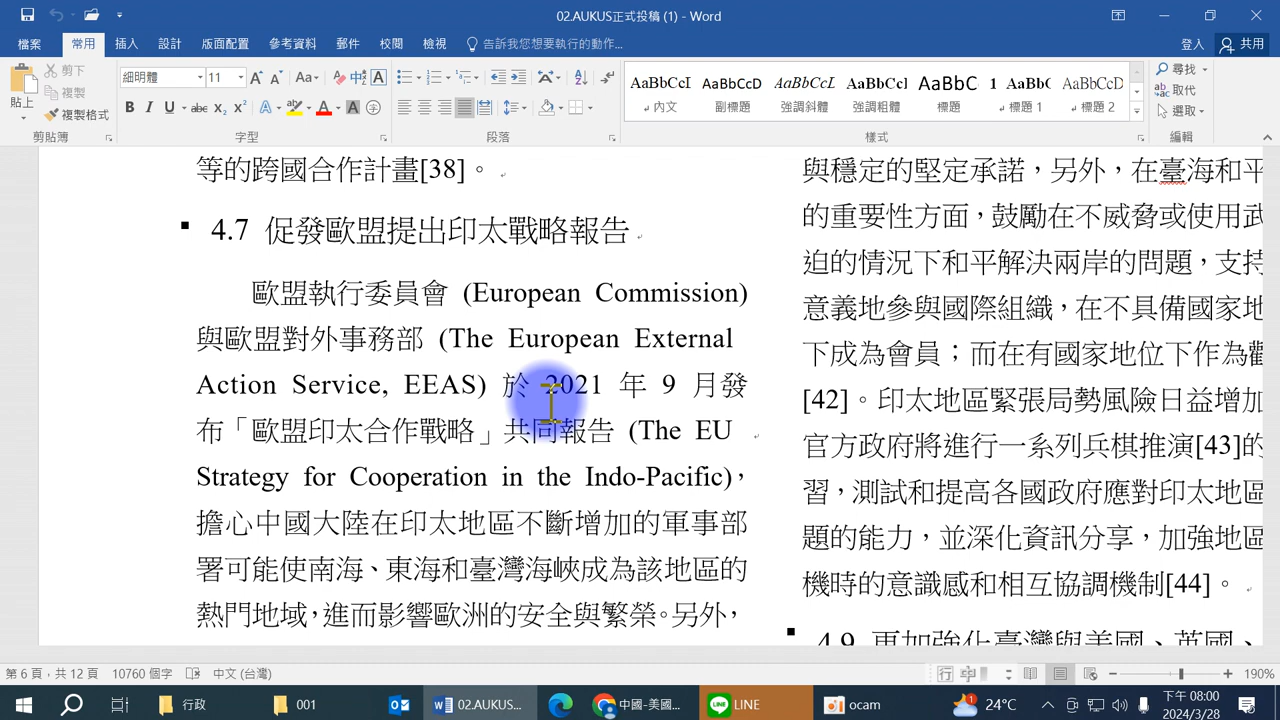 02.AUKUS正式投稿 (1) - Word
檔案 常用 插入 設計 版面配置 參考資料 郵件 校閱 檢視 告訴我您想要執行的動作... 登入 共用
貼上 剪下 複製 複製格式
細明體 11
AaBbCcI AaBbCcD AaBbCcL AaBbCcl AaBbC 1 AaBbC AaBbCcD
內文 副標題 強調斜體 強調粗體 標題 標題 1 標題 2
尋找 取代 選取
剪貼簿 字型 段落 樣式 編輯
等的跨國合作計畫[38]。
4.7 促發歐盟提出印太戰略報告
歐盟執行委員會 (European Commission)
與歐盟對外事務部 (The European External
Action Service, EEAS) 於 2021 年 9 月發
布「歐盟印太合作戰略」共同報告 (The EU
Strategy for Cooperation in the Indo-Pacific)，
擔心中國大陸在印太地區不斷增加的軍事部
署可能使南海、東海和臺灣海峽成為該地區的
熱門地域，進而影響歐洲的安全與繁榮。另外，
與穩定的堅定承諾，另外，在臺海和平
的重要性方面，鼓勵在不威脅或使用武
迫的情況下和平解決兩岸的問題，支持
意義地參與國際組織，在不具備國家地
下成為會員；而在有國家地位下作為觀
[42]。印太地區緊張局勢風險日益增加
官方政府將進行一系列兵棋推演[43]的
習，測試和提高各國政府應對印太地區
題的能力，並深化資訊分享，加強地區
機時的意識感和相互協調機制[44]。
4.9 更加強化臺灣與美國、英國、
第 6 頁，共 12 頁 10760 個字 中文 (台灣) 190%
行政 001 02.AUKUS... 中國-美國... LINE ocam 24°C 下午 08:00
2024/3/28